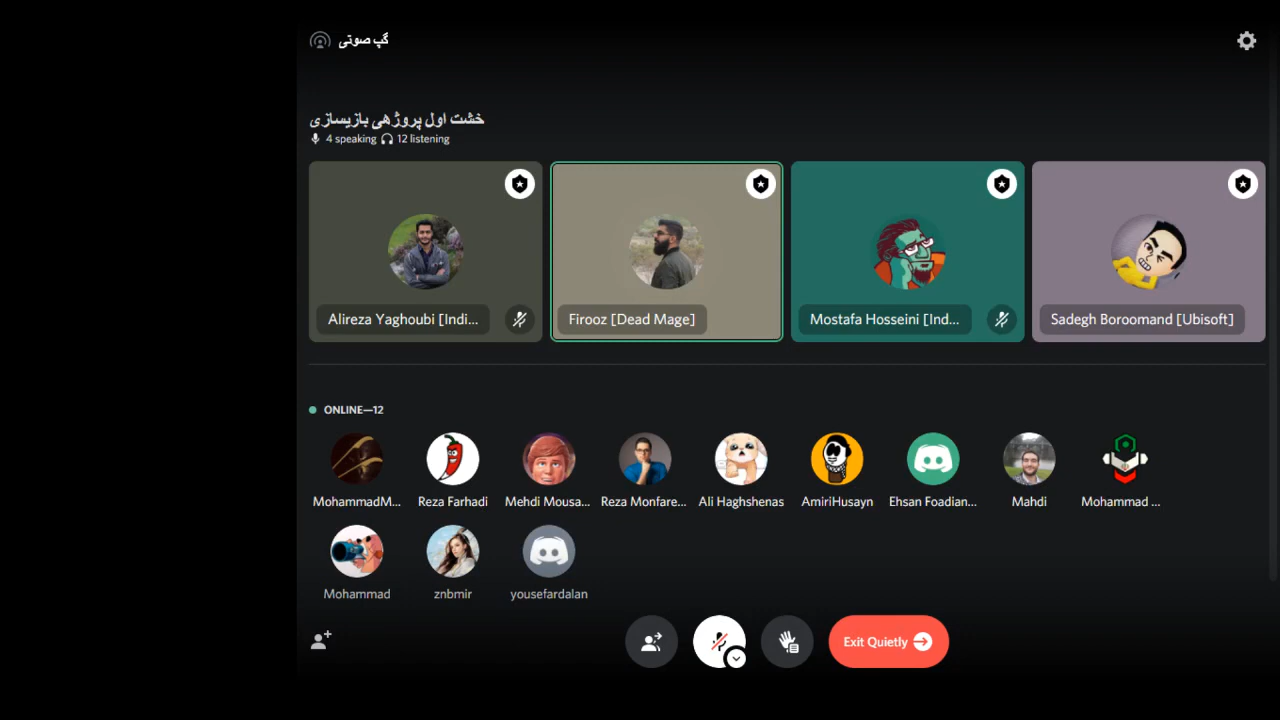 گپ صوتی
خشت اول پروژهی بازیسازی
4 speaking 12 listening
Alireza Yaghoubi [Indi...
Firooz [Dead Mage]
Mostafa Hosseini [Ind...
Sadegh Boroomand [Ubisoft]
ONLINE—12
MohammadM... Reza Farhadi Mehdi Mousa... Reza Monfare... Ali Haghshenas AmiriHusayn Ehsan Foadian... Mahdi Mohammad ...
Mohammad znbmir yousefardalan
Exit Quietly